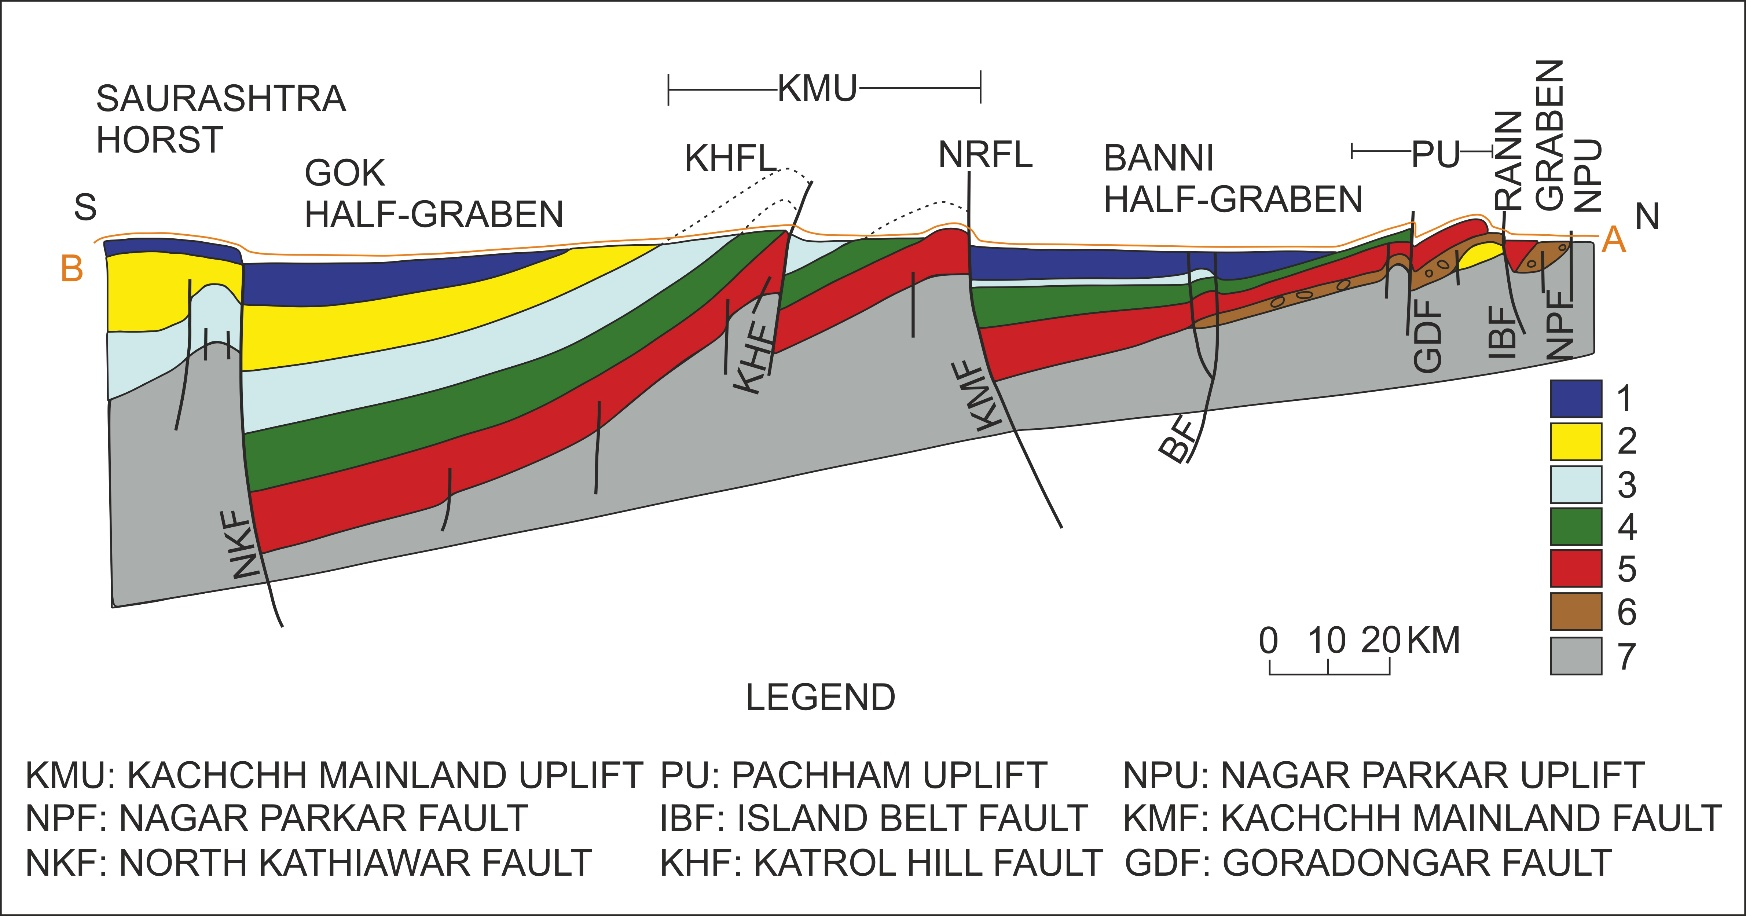 SAURASHTRA
HORST
GOK
HALF-GRABEN
KMU
KHFL
NRFL
BANNI
HALF-GRABEN
PU
RANN
GRABEN
NPU
S
N
B
A
NKF
KHF
KMF
BF
GDF
IBF
NPF
1
2
3
4
5
6
7
0 10 20 KM
LEGEND
KMU: KACHCHH MAINLAND UPLIFT PU: PACHHAM UPLIFT NPU: NAGAR PARKAR UPLIFT
NPF: NAGAR PARKAR FAULT IBF: ISLAND BELT FAULT KMF: KACHCHH MAINLAND FAULT
NKF: NORTH KATHIAWAR FAULT KHF: KATROL HILL FAULT GDF: GORADONGAR FAULT